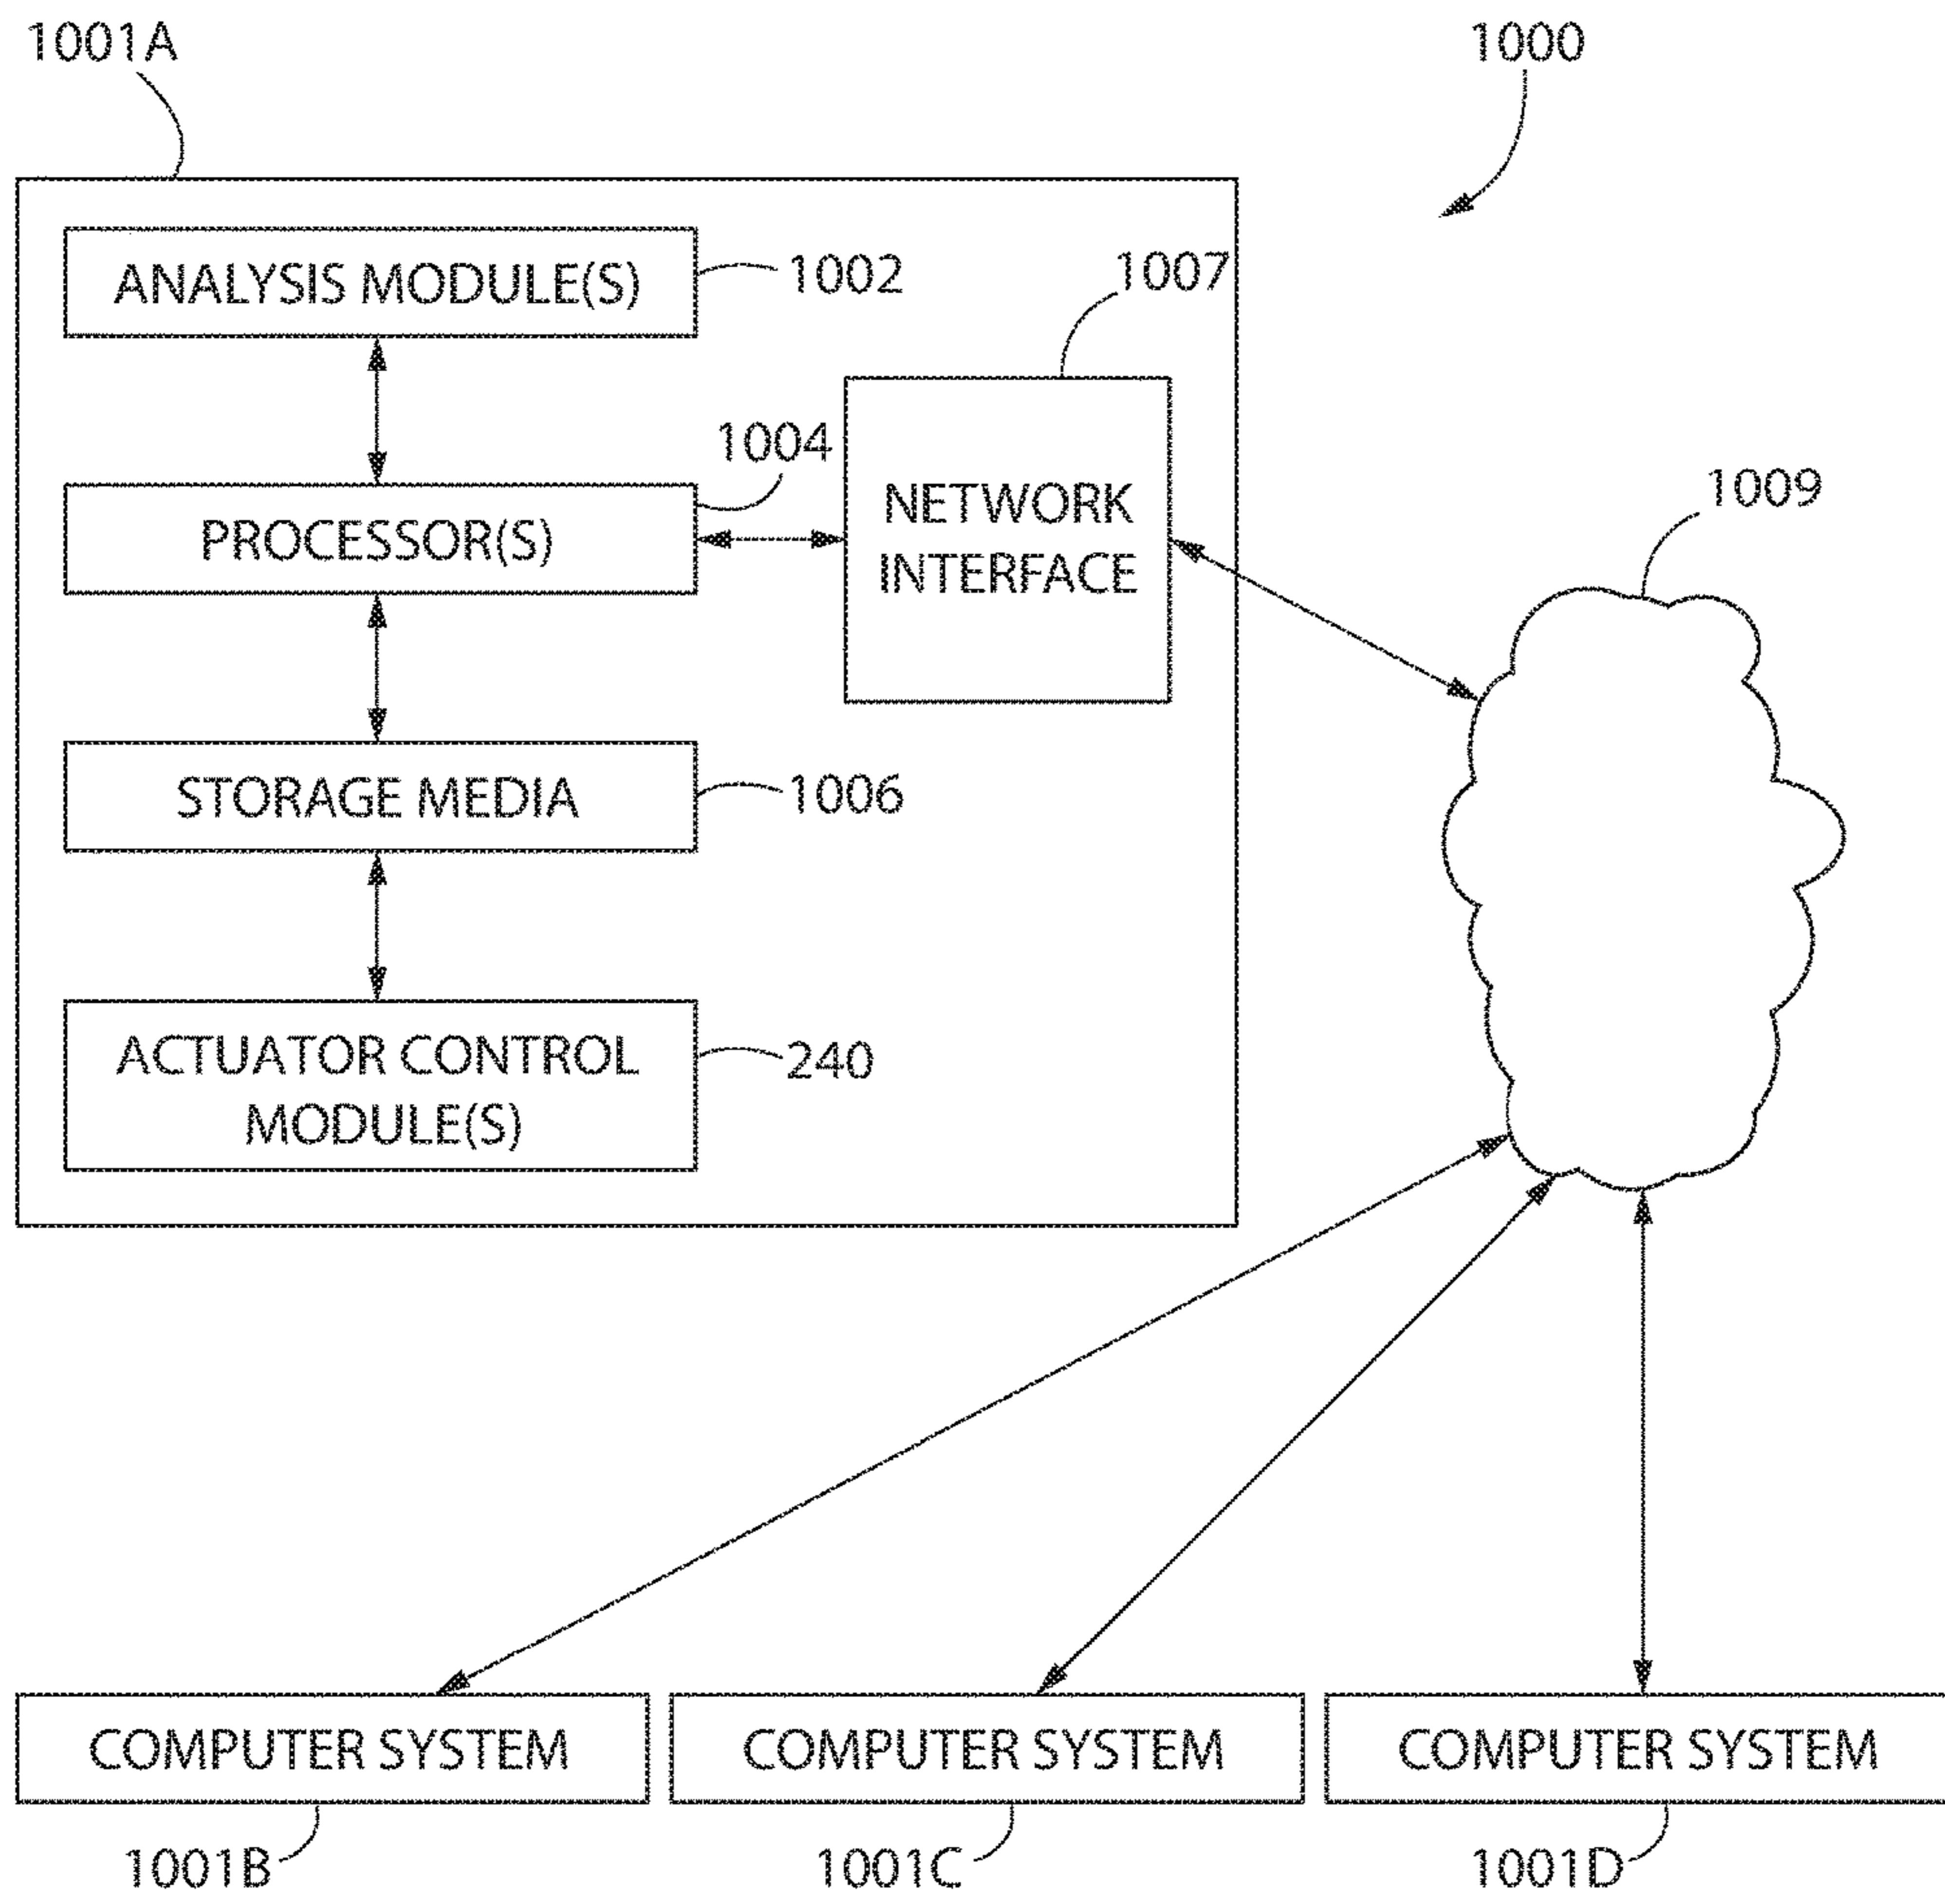 1001A
1000
ANALYSIS MODULE(S)
1002
1007
1004
PROCESSOR(S)
NETWORK
INTERFACE
1009
STORAGE MEDIA
1006
ACTUATOR CONTROL
MODULE(S)
240
COMPUTER SYSTEM
COMPUTER SYSTEM
COMPUTER SYSTEM
1001B
1001C
1001D